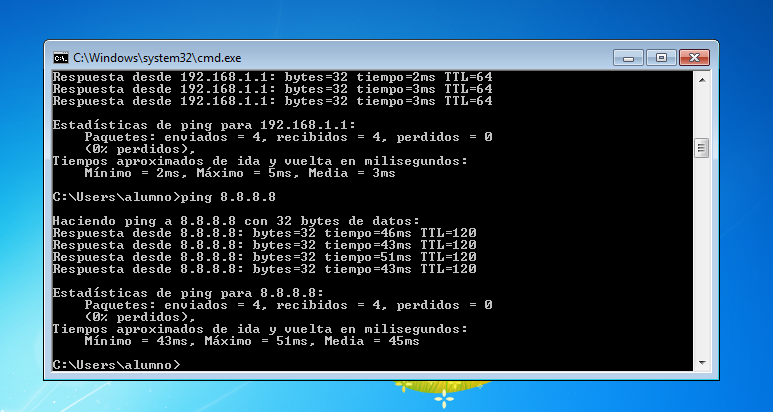 C:\Windows\system32\cmd.exe
Respuesta desde 192.168.1.1: bytes=32 tiempo=2ms TTL=64
Respuesta desde 192.168.1.1: bytes=32 tiempo=3ms TTL=64
Respuesta desde 192.168.1.1: bytes=32 tiempo=3ms TTL=64
Estadísticas de ping para 192.168.1.1:
Paquetes: enviados = 4, recibidos = 4, perdidos = 0
(0% perdidos),
Tiempos aproximados de ida y vuelta en milisegundos:
Mínimo = 2ms, Máximo = 5ms, Media = 3ms
C:\Users\alumno>ping 8.8.8.8
Haciendo ping a 8.8.8.8 con 32 bytes de datos:
Respuesta desde 8.8.8.8: bytes=32 tiempo=46ms TTL=120
Respuesta desde 8.8.8.8: bytes=32 tiempo=43ms TTL=120
Respuesta desde 8.8.8.8: bytes=32 tiempo=51ms TTL=120
Respuesta desde 8.8.8.8: bytes=32 tiempo=43ms TTL=120
Estadísticas de ping para 8.8.8.8:
Paquetes: enviados = 4, recibidos = 4, perdidos = 0
(0% perdidos),
Tiempos aproximados de ida y vuelta en milisegundos:
Mínimo = 43ms, Máximo = 51ms, Media = 45ms
C:\Users\alumno>